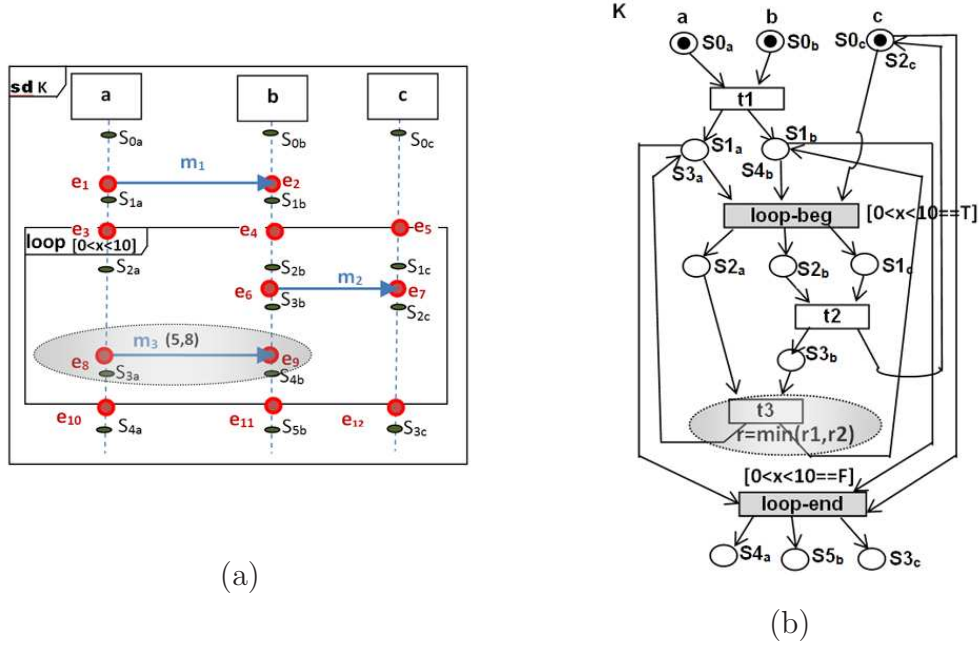 sd K
a b c
S0a S0b S0c
m1
e1 e2
S1a S1b
e3 e4 e5
loop [0<x<10]
S2a S2b S1c
m2
e6 e7
S3b S2c
m3 (5,8)
e8 e9
S3a S4b
e10 e11 e12
S4a S5b S3c
(a)
K
a b c
S0a S0b S0c
S2c
t1
S1a S1b
S3a S4b
loop-beg [0<x<10==T]
S2a S2b S1c
t2
S3b
t3
r=min(r1,r2)
[0<x<10==F]
loop-end
S4a S5b S3c
(b)